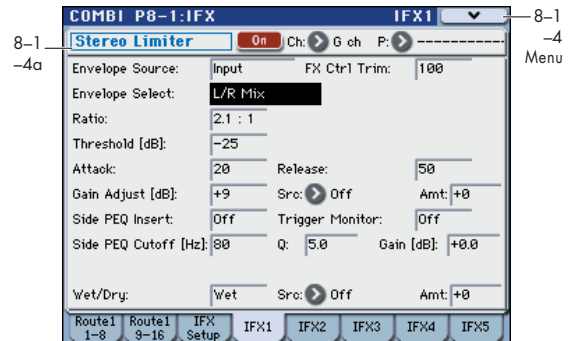 COMBI P8-1:IFX IFX1
8-1
-4
Menu
8-1
-4a
Stereo Limiter On Ch: G ch P: ------------
Envelope Source: Input FX Ctrl Trim: 100
Envelope Select: L/R Mix
Ratio: 2.1 : 1
Threshold [dB]: -25
Attack: 20 Release: 50
Gain Adjust [dB]: +9 Src: Off Amt: +0
Side PEQ Insert: Off Trigger Monitor: Off
Side PEQ Cutoff [Hz]: 80 Q: 5.0 Gain [dB]: +0.0
Wet/Dry: Wet Src: Off Amt: +0
Route1 1-8 Route1 9-16 IFX Setup IFX1 IFX2 IFX3 IFX4 IFX5